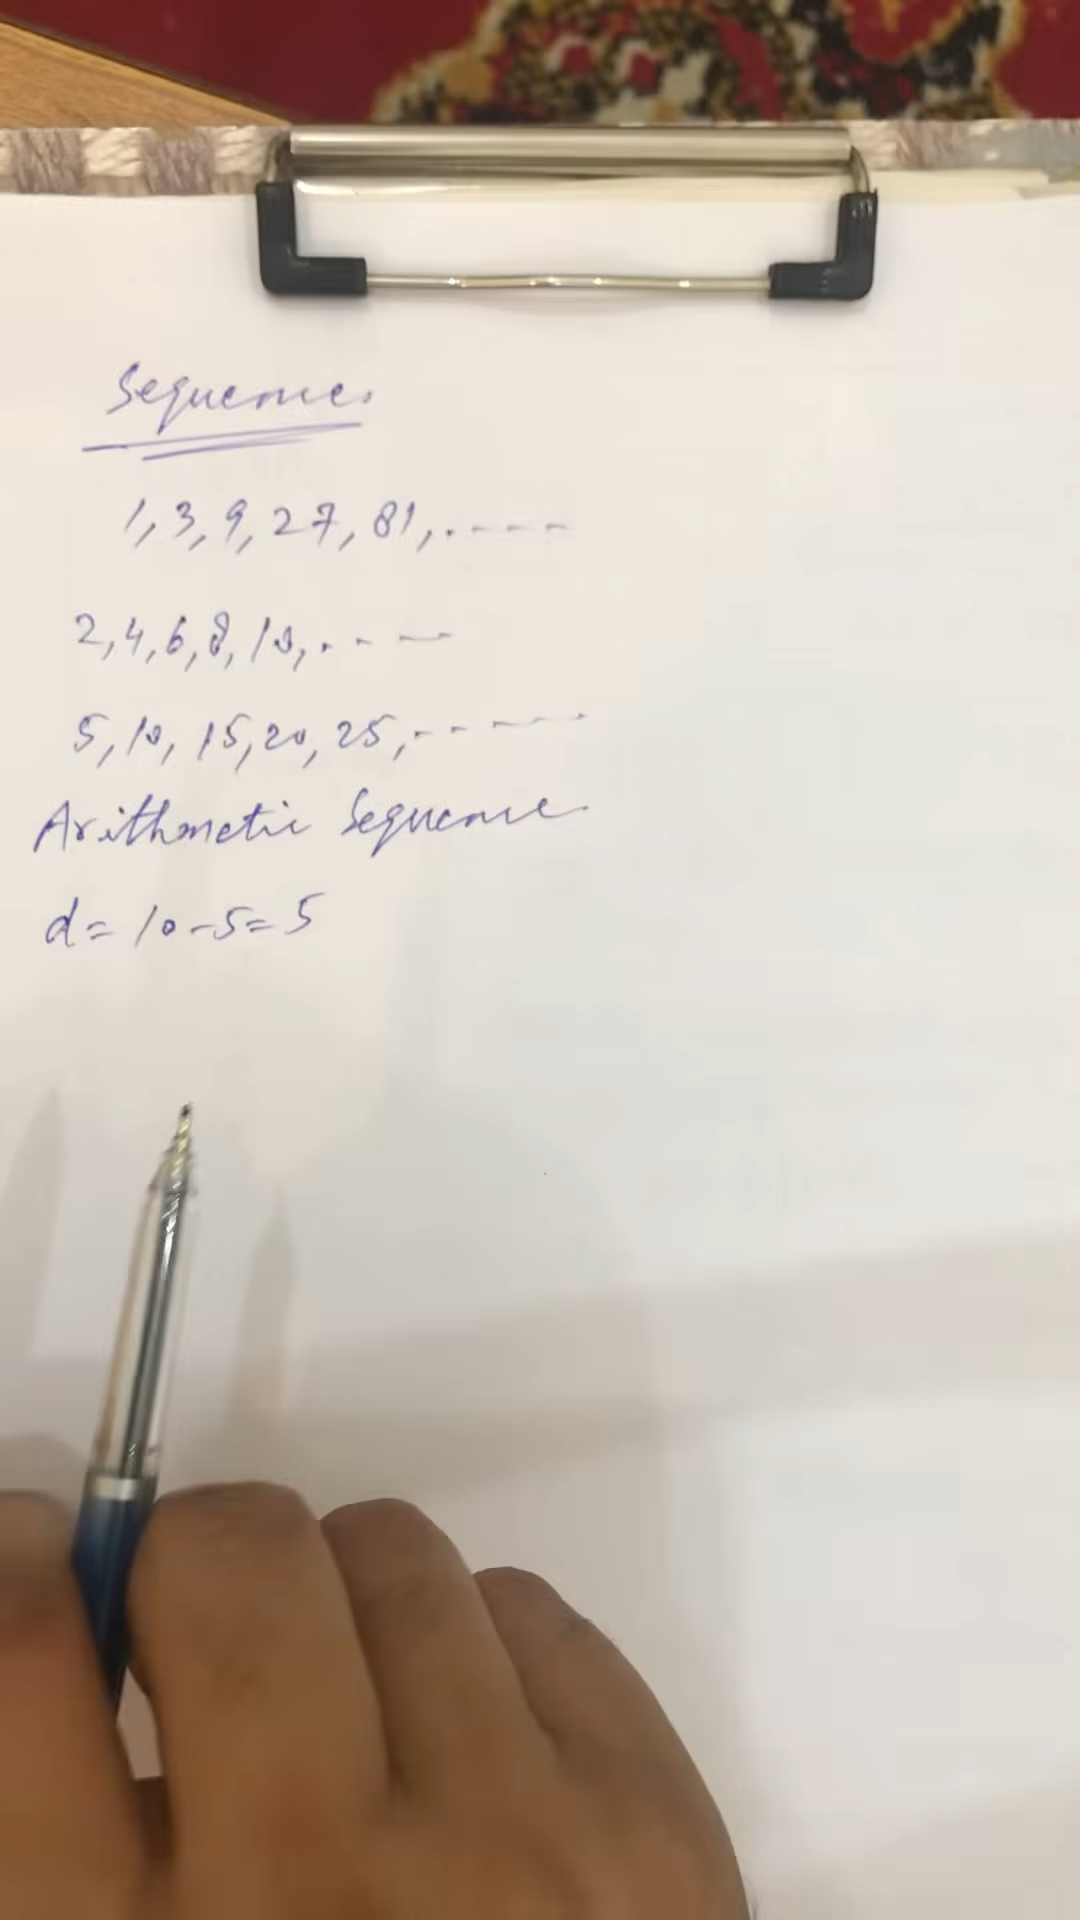 Sequence.
1, 3, 9, 27, 81, . - - - -
2, 4, 6, 8, 10, . - - —
5, 10, 15, 20, 25, - - - - - -
Arithmetic Sequence
d = 10 - 5 = 5